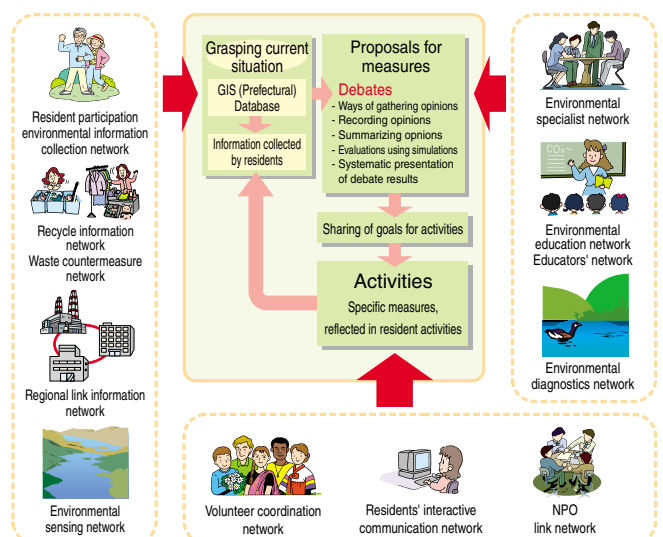 Resident participation
environmental information
collection network
Recycle information
network
Waste countermeasure
network
Regional link information
network
Environmental
sensing network
Grasping current
situation
GIS (Prefectural)
Database
Information collected
by residents
Proposals for
measures
Debates
- Ways of gathering opinions
- Recording opinions
- Summarizing opnions
- Evaluations using simulations
- Systematic presentation
of debate results
Sharing of goals for activities
Activities
Specific measures,
reflected in resident activities
Environmental
specialist network
CO₂~
Environmental
education network
Educators' network
Environmental
diagnostics network
Volunteer coordination
network
Residents' interactive
communication network
NPO
link network